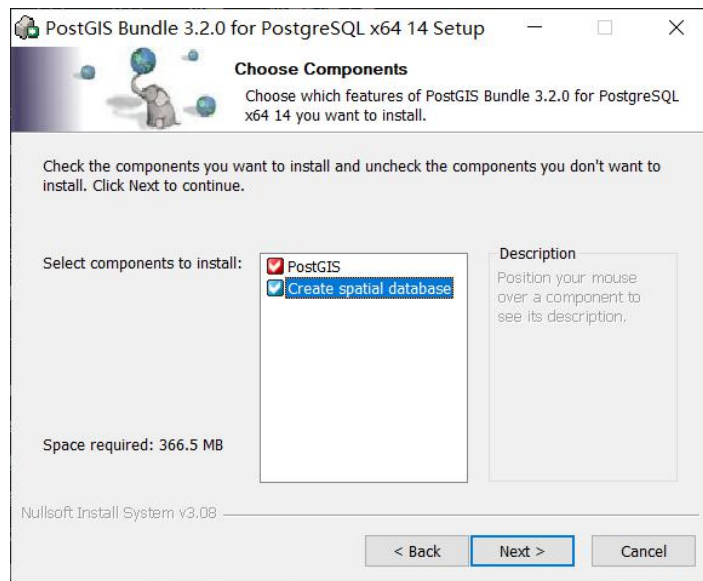 PostGIS Bundle 3.2.0 for PostgreSQL x64 14 Setup
Choose Components
Choose which features of PostGIS Bundle 3.2.0 for PostgreSQL
x64 14 you want to install.
Check the components you want to install and uncheck the components you don't want to
install. Click Next to continue.
Select components to install:
PostGIS
Create spatial database
Description
Position your mouse
over a component to
see its description.
Space required: 366.5 MB
Nullsoft Install System v3.08
< Back
Next >
Cancel